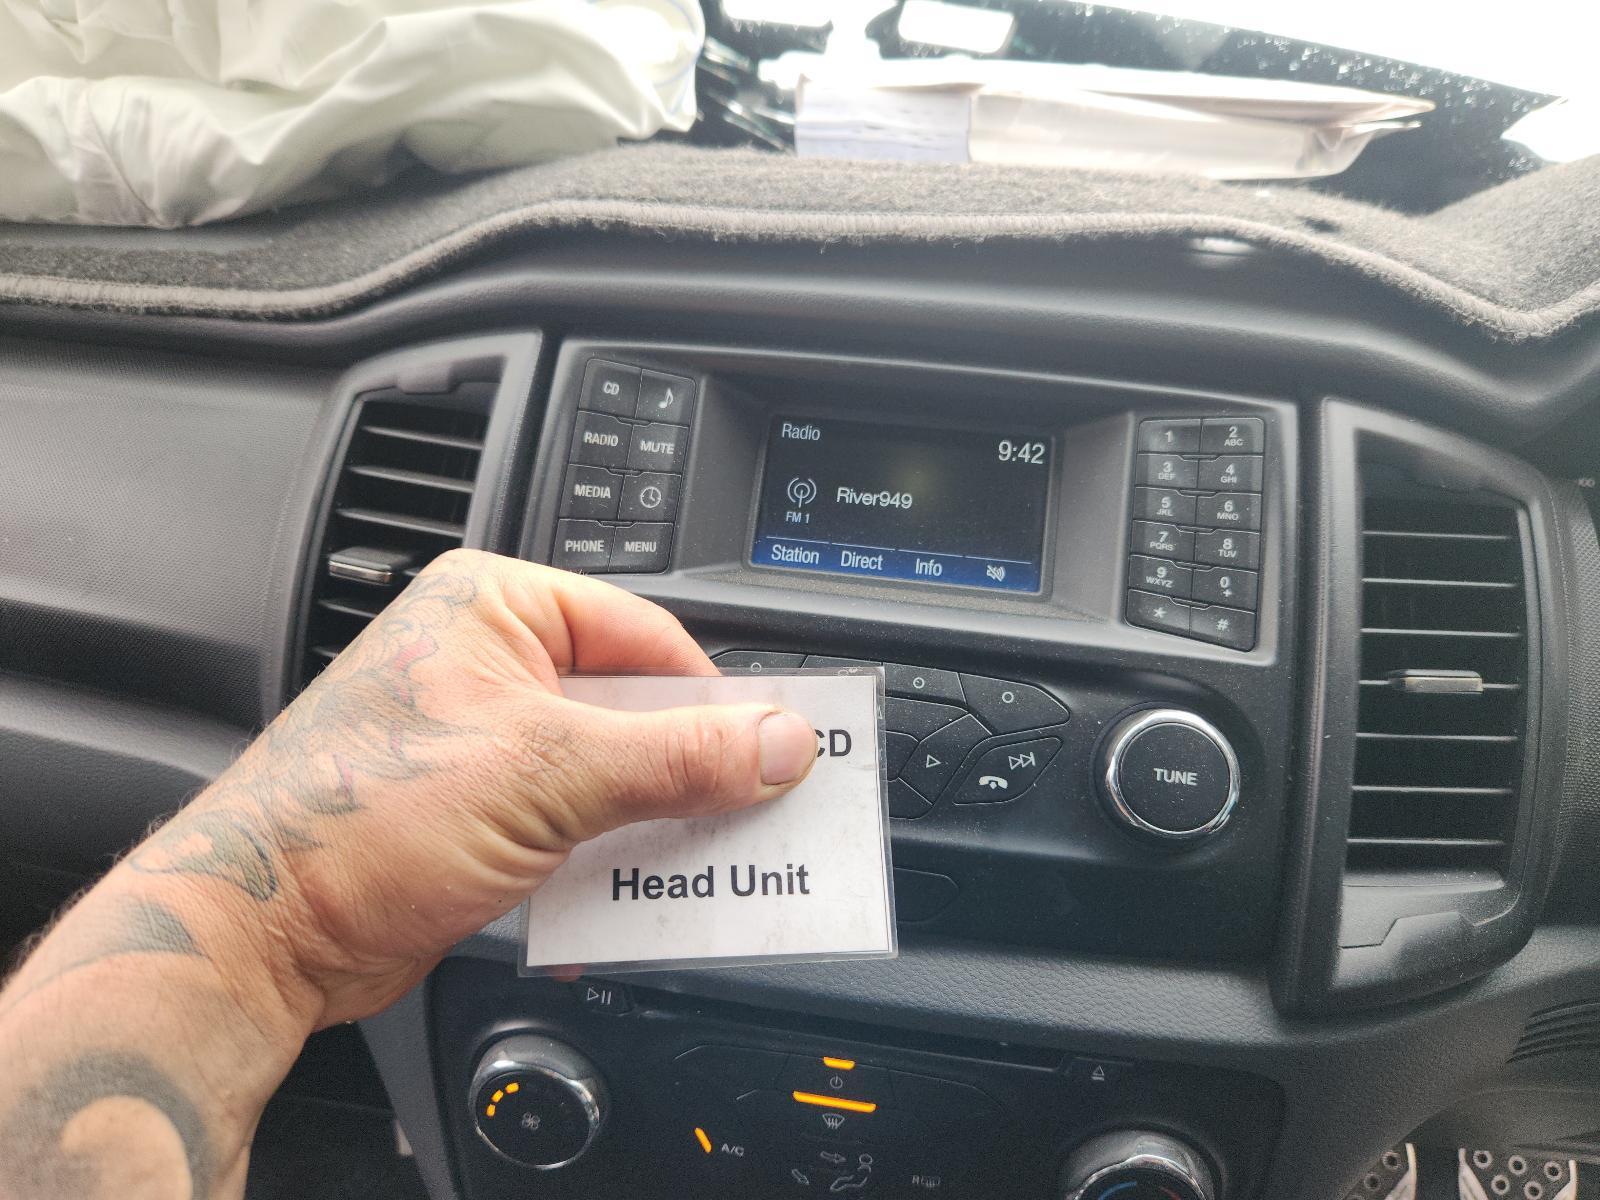 CD
RADIO
MUTE
MEDIA
PHONE
MENU
Radio
9:42
River949
FM 1
Station
Direct
Info
1
2
ABC
3
DEF
4
GHI
5
JKL
6
MNO
7
PQRS
8
TUV
9
WXYZ
0
+
*
#
TUNE
CD
Head Unit
A/C